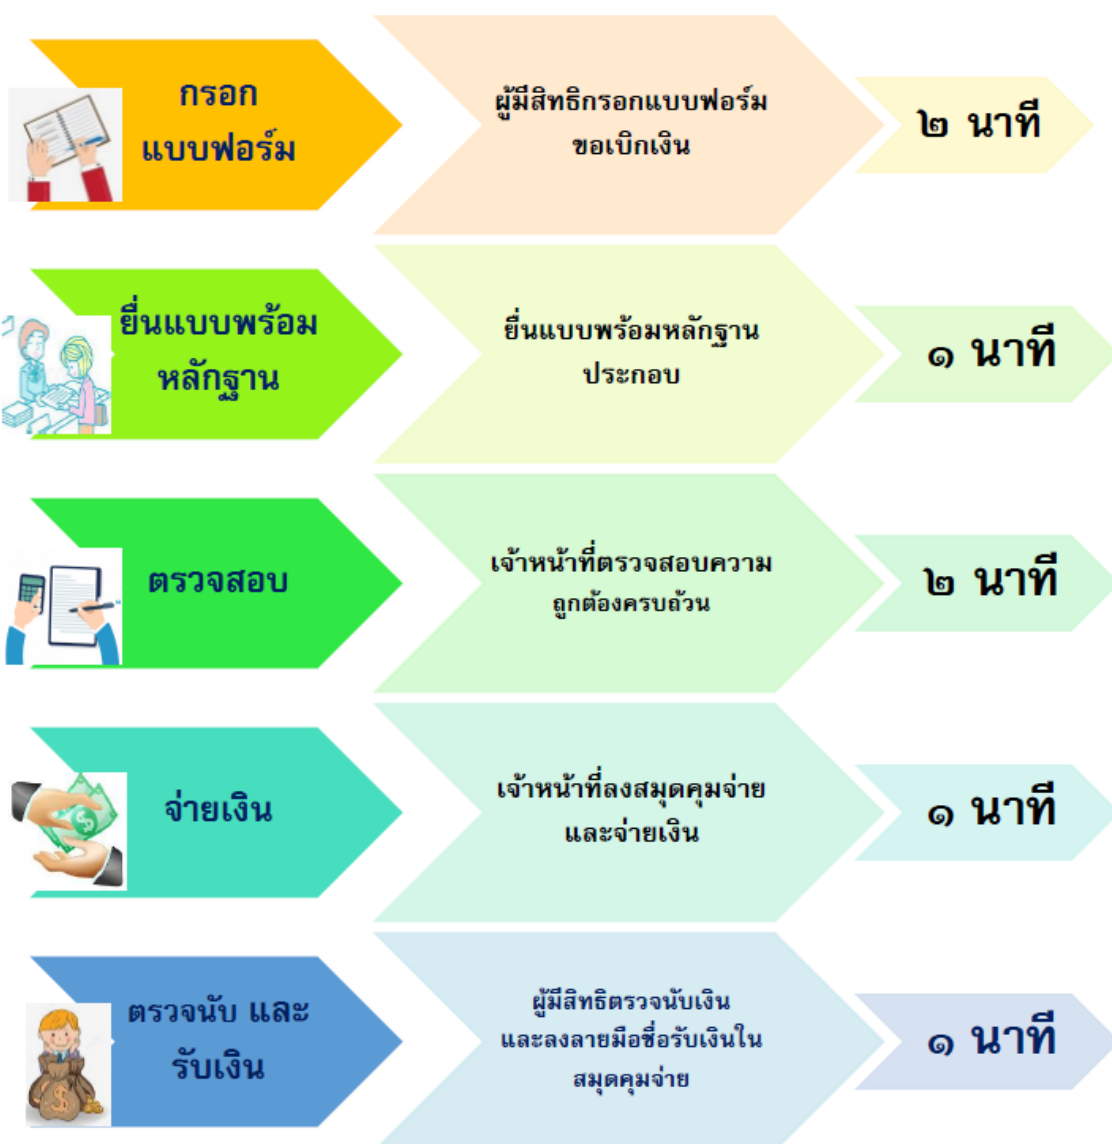 กรอก
แบบฟอร์ม
ผู้มีสิทธิกรอกแบบฟอร์ม
ขอเบิกเงิน
๒ นาที
ยื่นแบบพร้อม
หลักฐาน
ยื่นแบบพร้อมหลักฐาน
ประกอบ
๑ นาที
ตรวจสอบ
เจ้าหน้าที่ตรวจสอบความ
ถูกต้องครบถ้วน
๒ นาที
จ่ายเงิน
เจ้าหน้าที่ลงสมุดคุมจ่าย
และจ่ายเงิน
๑ นาที
ตรวจนับ และ
รับเงิน
ผู้มีสิทธิตรวจนับเงิน
และลงลายมือชื่อรับเงินใน
สมุดคุมจ่าย
๑ นาที